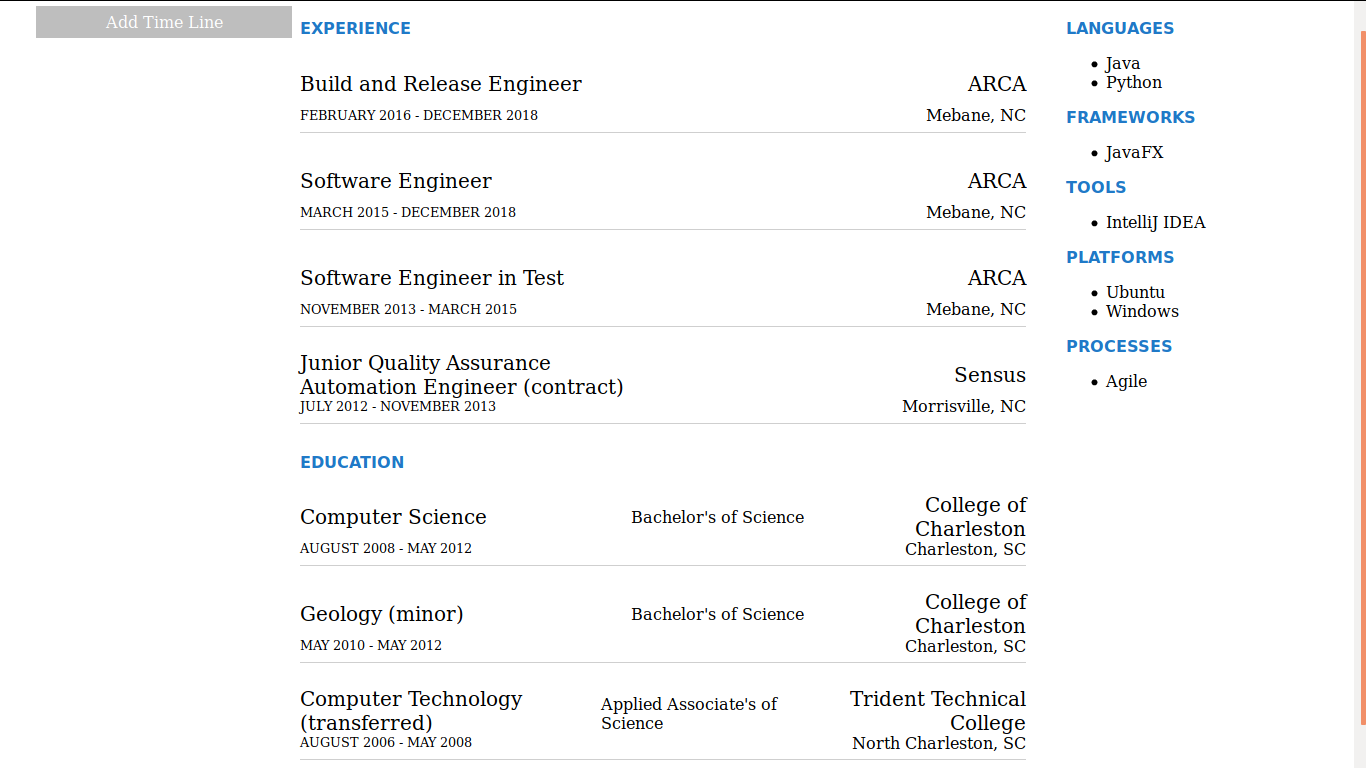 Add Time Line
EXPERIENCE
Build and Release Engineer
ARCA
FEBRUARY 2016 - DECEMBER 2018
Mebane, NC
Software Engineer
ARCA
MARCH 2015 - DECEMBER 2018
Mebane, NC
Software Engineer in Test
ARCA
NOVEMBER 2013 - MARCH 2015
Mebane, NC
Junior Quality Assurance
Automation Engineer (contract)
Sensus
JULY 2012 - NOVEMBER 2013
Morrisville, NC
EDUCATION
Computer Science
Bachelor's of Science
College of
Charleston
AUGUST 2008 - MAY 2012
Charleston, SC
Geology (minor)
Bachelor's of Science
College of
Charleston
MAY 2010 - MAY 2012
Charleston, SC
Computer Technology
(transferred)
Applied Associate's of
Science
Trident Technical
College
AUGUST 2006 - MAY 2008
North Charleston, SC
LANGUAGES
• Java
• Python
FRAMEWORKS
• JavaFX
TOOLS
• IntelliJ IDEA
PLATFORMS
• Ubuntu
• Windows
PROCESSES
• Agile